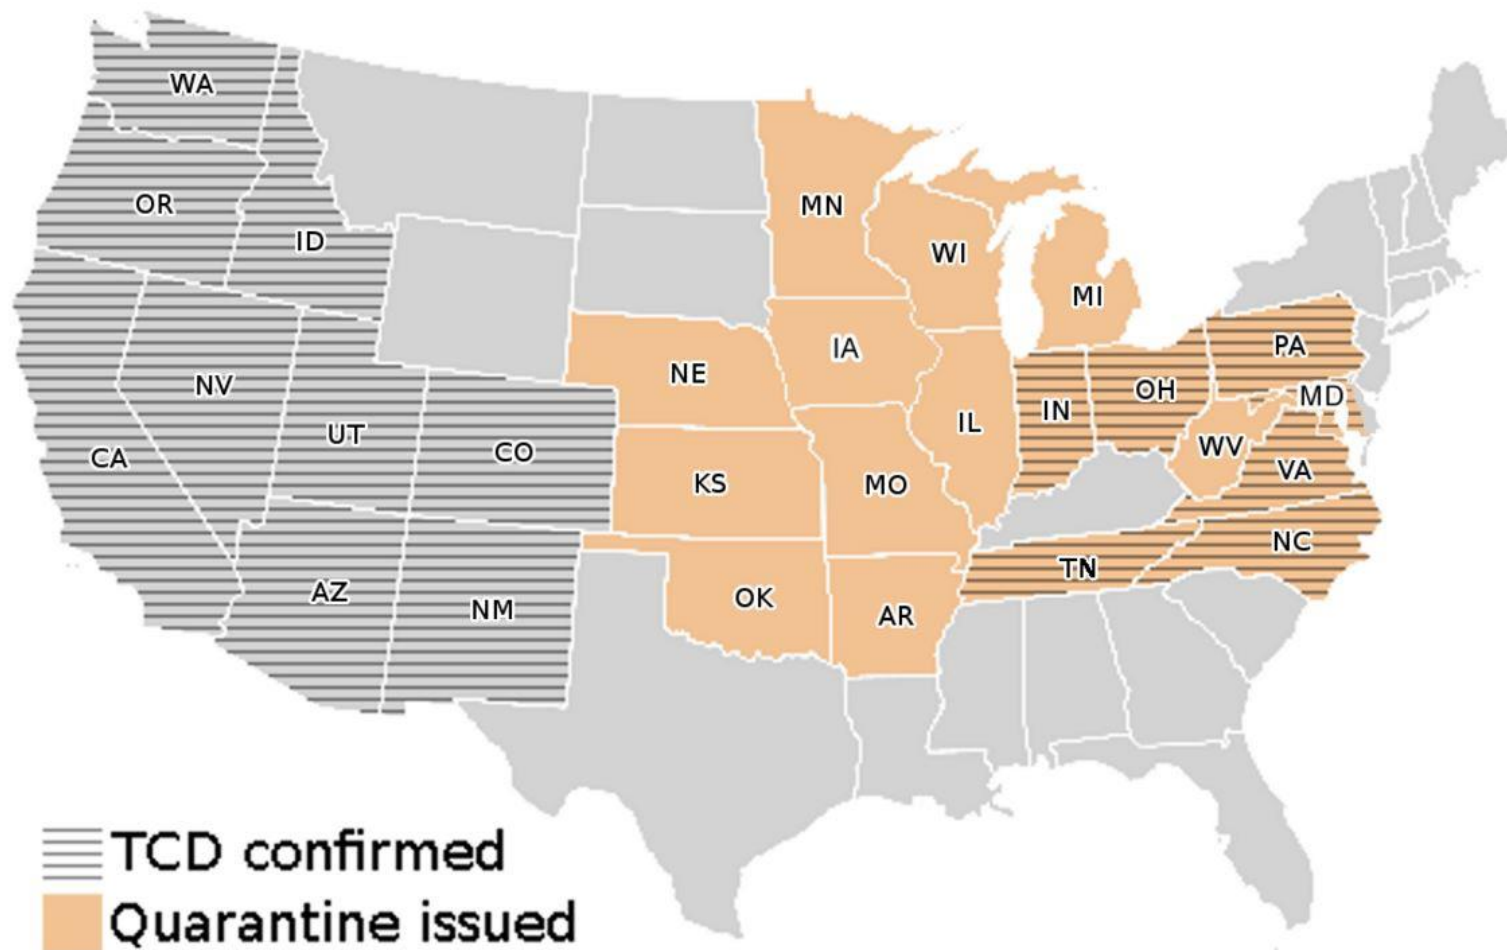 WA
OR
ID
MN
WI
MI
NV
UT
CO
CA
NE
IA
IL
IN
OH
PA
MD
WV
VA
KS
MO
NC
TN
AZ
NM
OK
AR
TCD confirmed
Quarantine issued